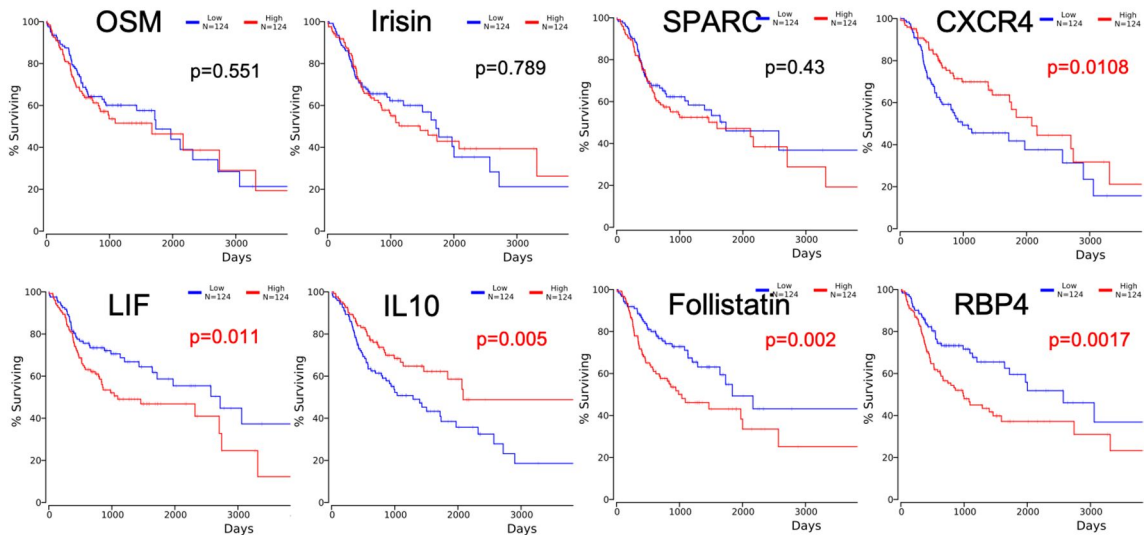 OSM
Low
N=124
High
N=124
p=0.551
% Surviving
100
80
60
40
20
0
0 1000 2000 3000
Days
Irisin
Low
N=124
High
N=124
p=0.789
% Surviving
100
80
60
40
20
0
0 1000 2000 3000
Days
SPARC
Low
N=124
High
N=124
p=0.43
% Surviving
100
80
60
40
20
0
0 1000 2000 3000
Days
CXCR4
Low
N=124
High
N=124
p=0.0108
% Surviving
100
80
60
40
20
0
0 1000 2000 3000
Days
LIF
Low
N=124
High
N=124
p=0.011
% Surviving
100
80
60
40
20
0
0 1000 2000 3000
Days
IL10
Low
N=124
High
N=124
p=0.005
% Surviving
100
80
60
40
20
0
0 1000 2000 3000
Days
Follistatin
Low
N=124
High
N=124
p=0.002
% Surviving
100
80
60
40
20
0
0 1000 2000 3000
Days
RBP4
Low
N=124
High
N=124
p=0.0017
% Surviving
100
80
60
40
20
0
0 1000 2000 3000
Days